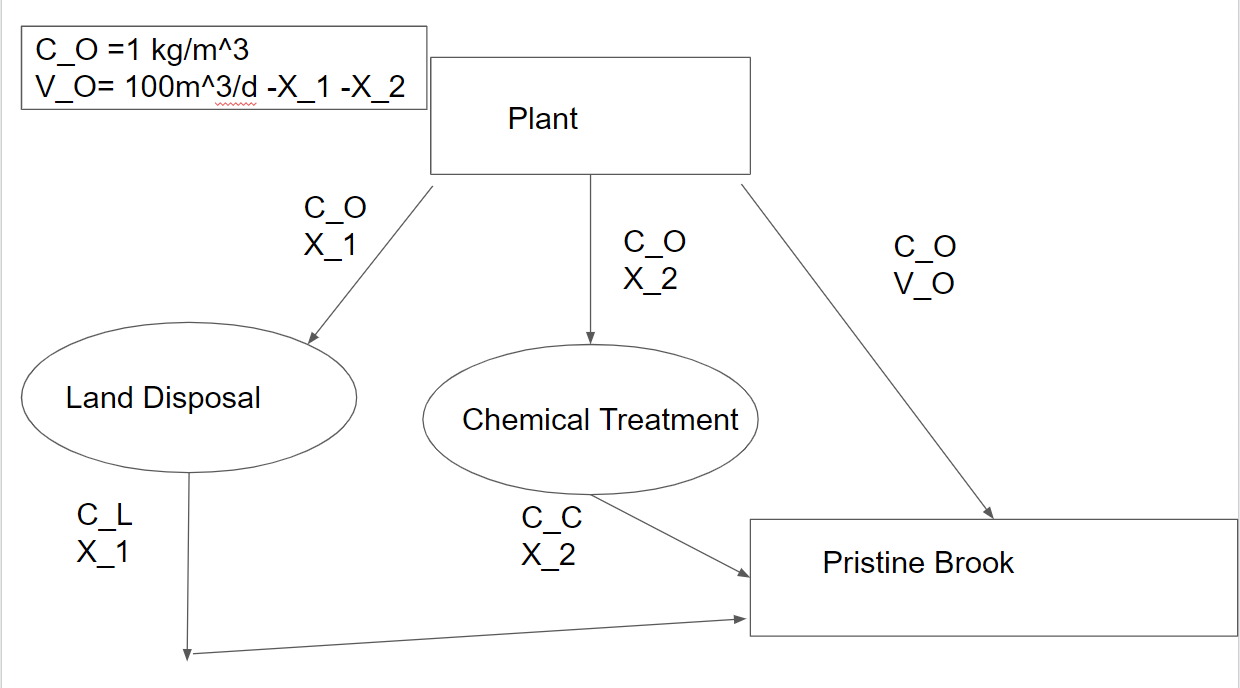 C_O =1 kg/m^3
V_O= 100m^3/d -X_1 -X_2
Plant
C_O
X_1
C_O
X_2
C_O
V_O
Land Disposal
Chemical Treatment
C_L
X_1
C_C
X_2
Pristine Brook